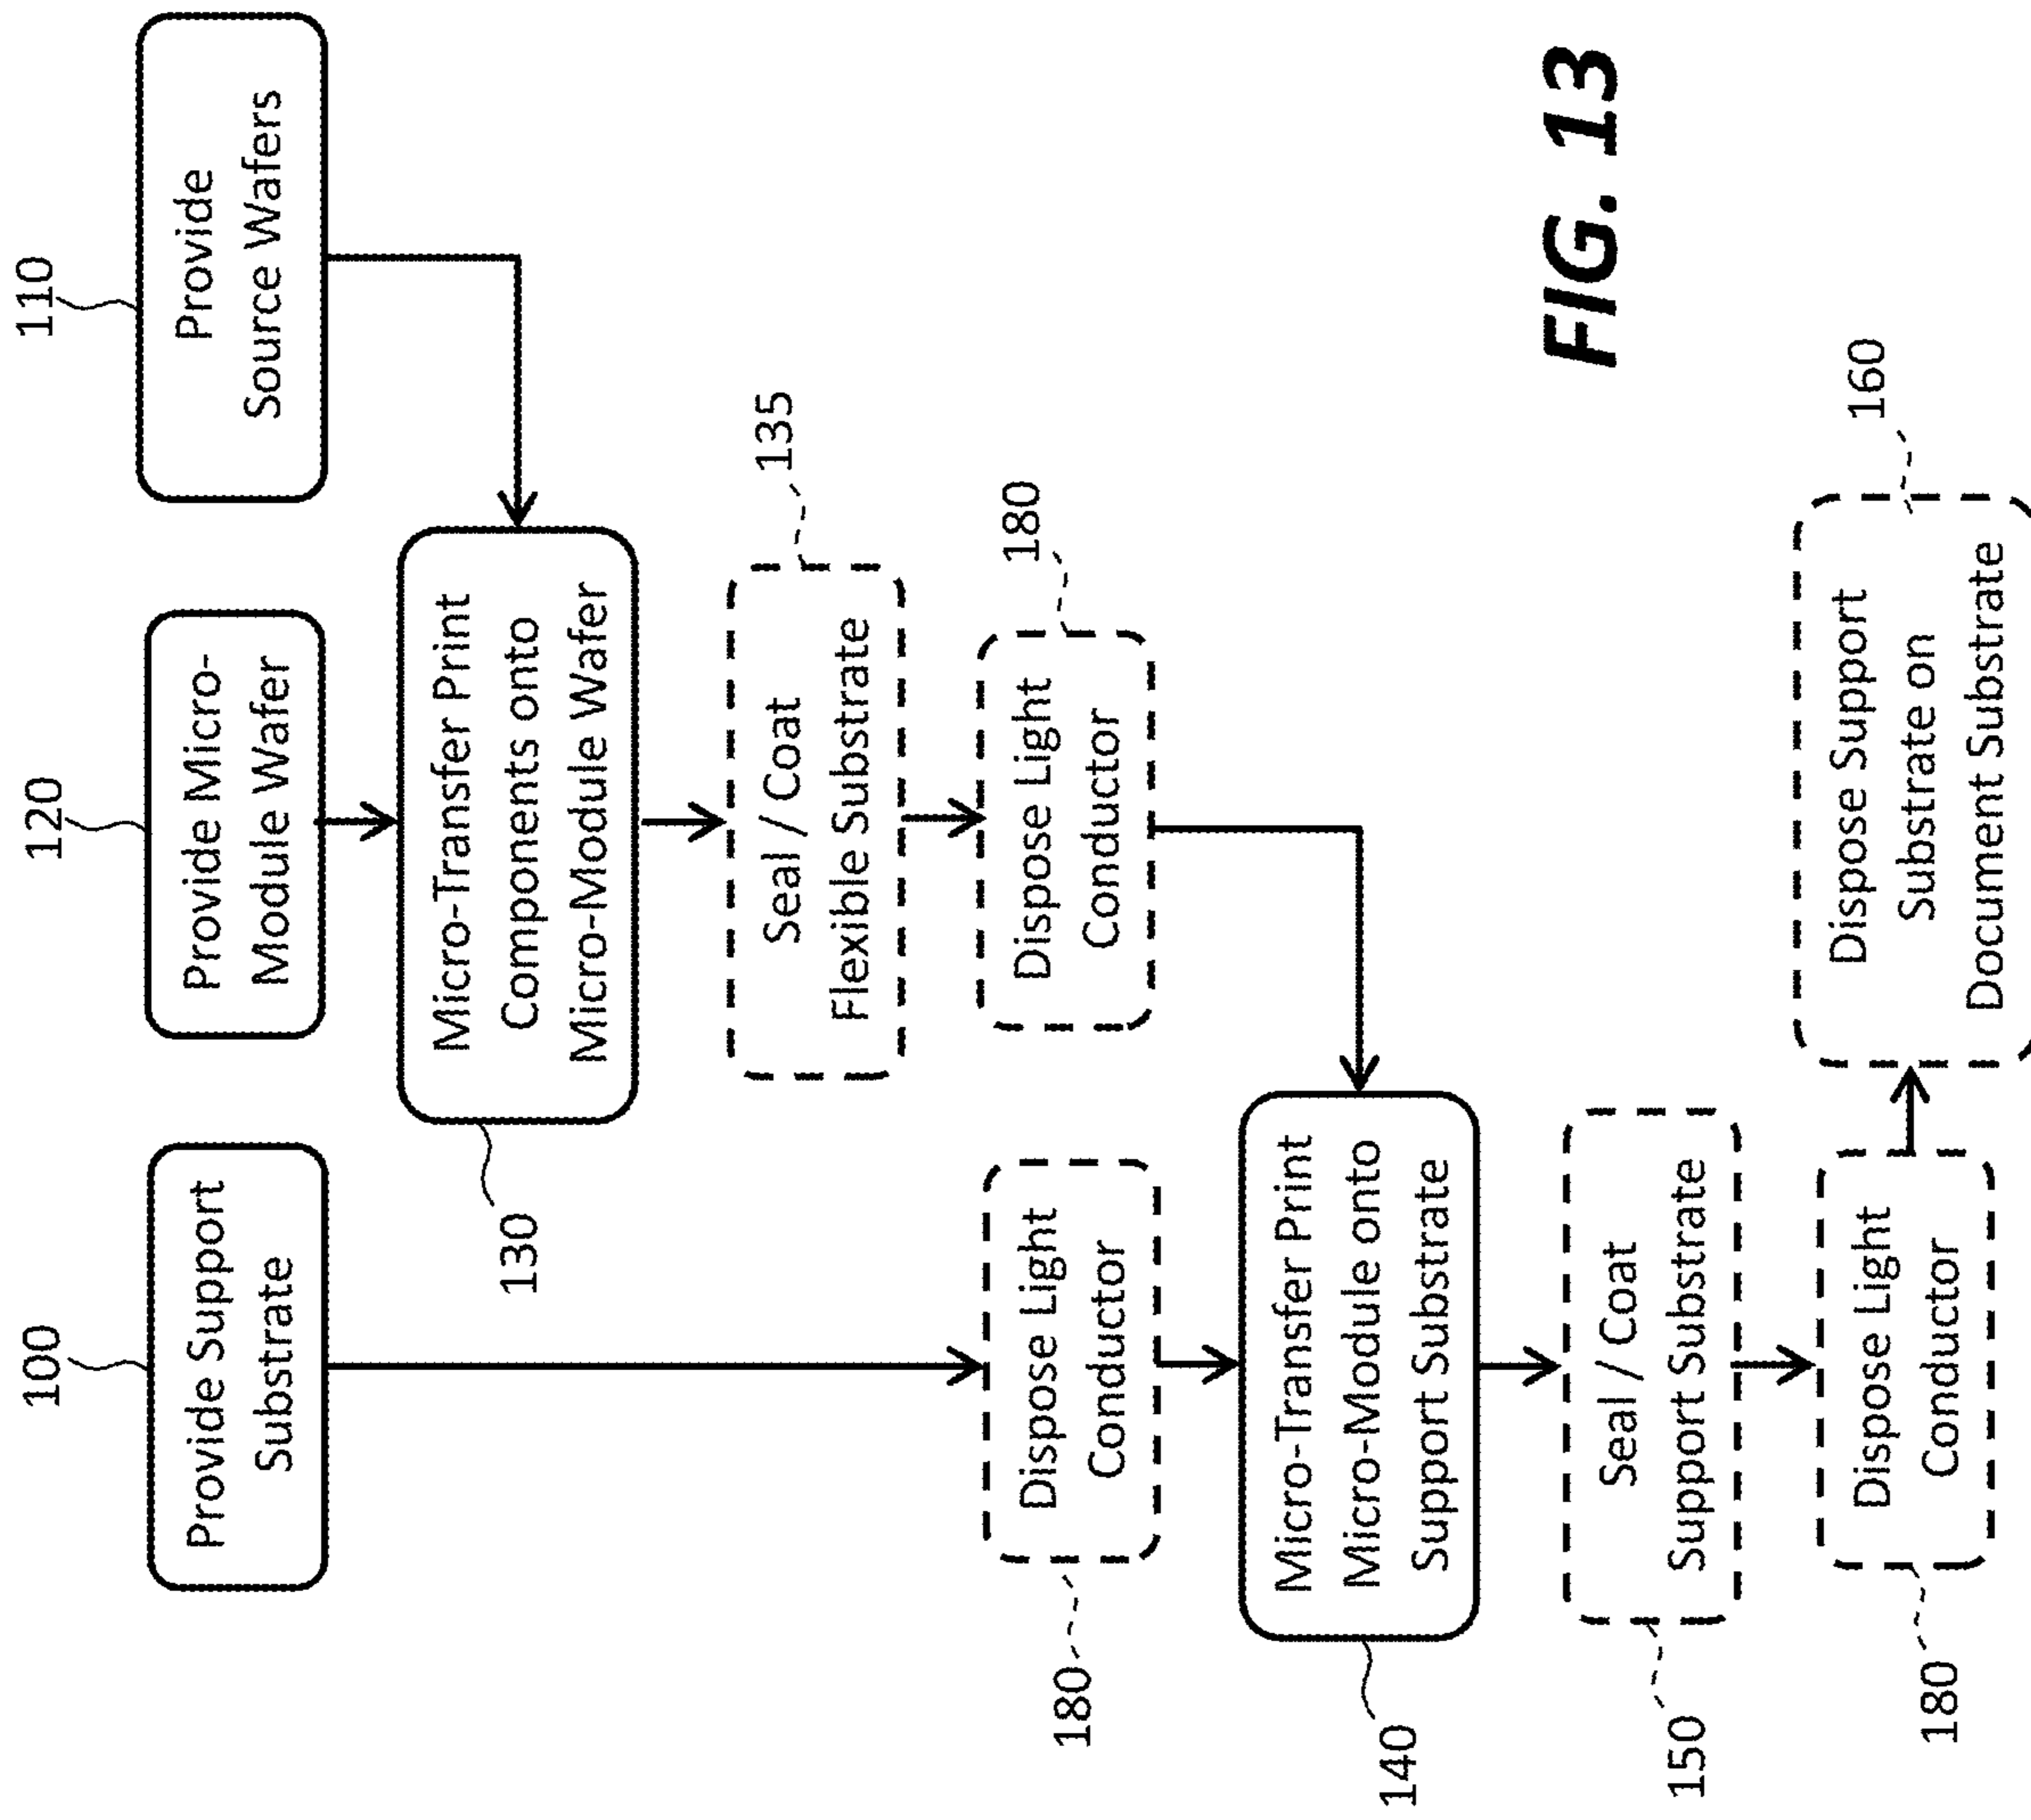 100
Provide Support
Substrate
120
Provide Micro-
Module Wafer
110
Provide
Source Wafers
130
Micro-Transfer Print
Components onto
Micro-Module Wafer
135
Seal / Coat
Flexible Substrate
180
Dispose Light
Conductor
180
Dispose Light
Conductor
140
Micro-Transfer Print
Micro-Module onto
Support Substrate
150
Seal / Coat
Support Substrate
180
Dispose Light
Conductor
160
Dispose Support
Substrate on
Document Substrate
FIG. 13